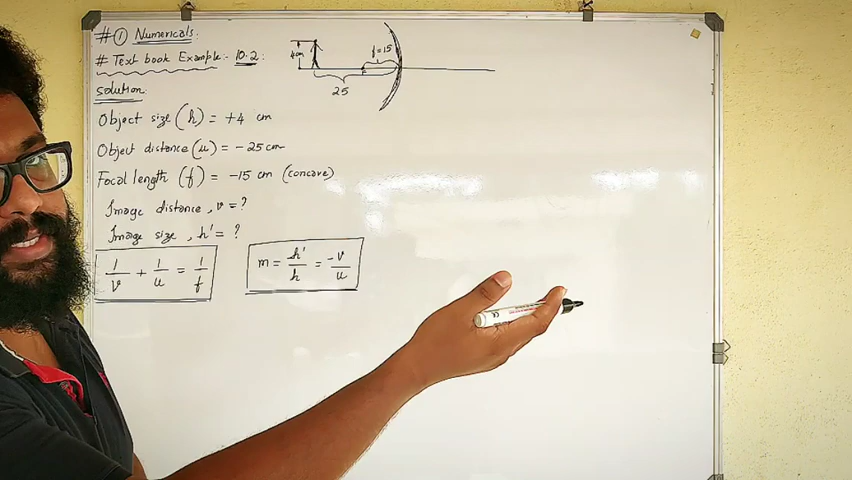 # ① Numericals:
# Text book Example:- 10.2:
solution:
Object size (h) = +4 cm
Object distance (u) = -25 cm
Focal length (f) = -15 cm (concave)
Image distance, v = ?
Image size, h' = ?
1/v + 1/u = 1/f
m = h'/h = -v/u
4cm
f=15
25